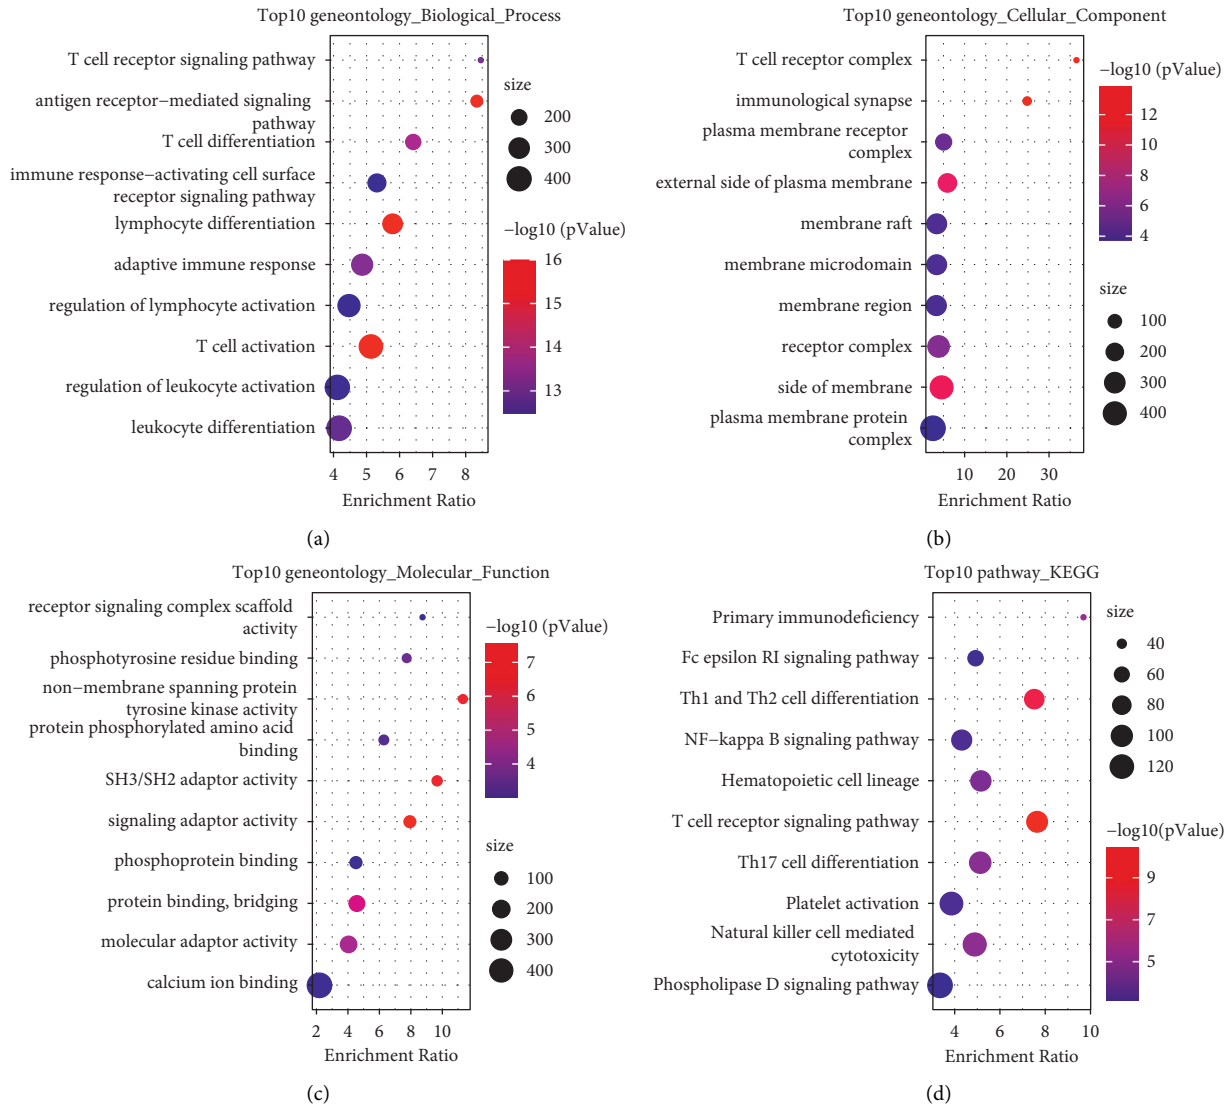 Top10 geneontology_Biological_Process
T cell receptor signaling pathway
antigen receptor−mediated signaling
pathway
T cell differentiation
immune response−activating cell surface
receptor signaling pathway
lymphocyte differentiation
adaptive immune response
regulation of lymphocyte activation
T cell activation
regulation of leukocyte activation
leukocyte differentiation
4 5 6 7 8
Enrichment Ratio
size
200
300
400
−log10 (pValue)
16
15
14
13
(a)
Top10 geneontology_Cellular_Component
T cell receptor complex
immunological synapse
plasma membrane receptor
complex
external side of plasma membrane
membrane raft
membrane microdomain
membrane region
receptor complex
side of membrane
plasma membrane protein
complex
10 20 30
Enrichment Ratio
−log10 (pValue)
12
10
8
6
4
size
100
200
300
400
(b)
Top10 geneontology_Molecular_Function
receptor signaling complex scaffold
activity
phosphotyrosine residue binding
non−membrane spanning protein
tyrosine kinase activity
protein phosphorylated amino acid
binding
SH3/SH2 adaptor activity
signaling adaptor activity
phosphoprotein binding
protein binding, bridging
molecular adaptor activity
calcium ion binding
2 4 6 8 10
Enrichment Ratio
−log10 (pValue)
7
6
5
4
size
100
200
300
400
(c)
Top10 pathway_KEGG
Primary immunodeficiency
Fc epsilon RI signaling pathway
Th1 and Th2 cell differentiation
NF−kappa B signaling pathway
Hematopoietic cell lineage
T cell receptor signaling pathway
Th17 cell differentiation
Platelet activation
Natural killer cell mediated
cytotoxicity
Phospholipase D signaling pathway
4 6 8 10
Enrichment Ratio
size
40
60
80
100
120
−log10(pValue)
9
7
5
(d)